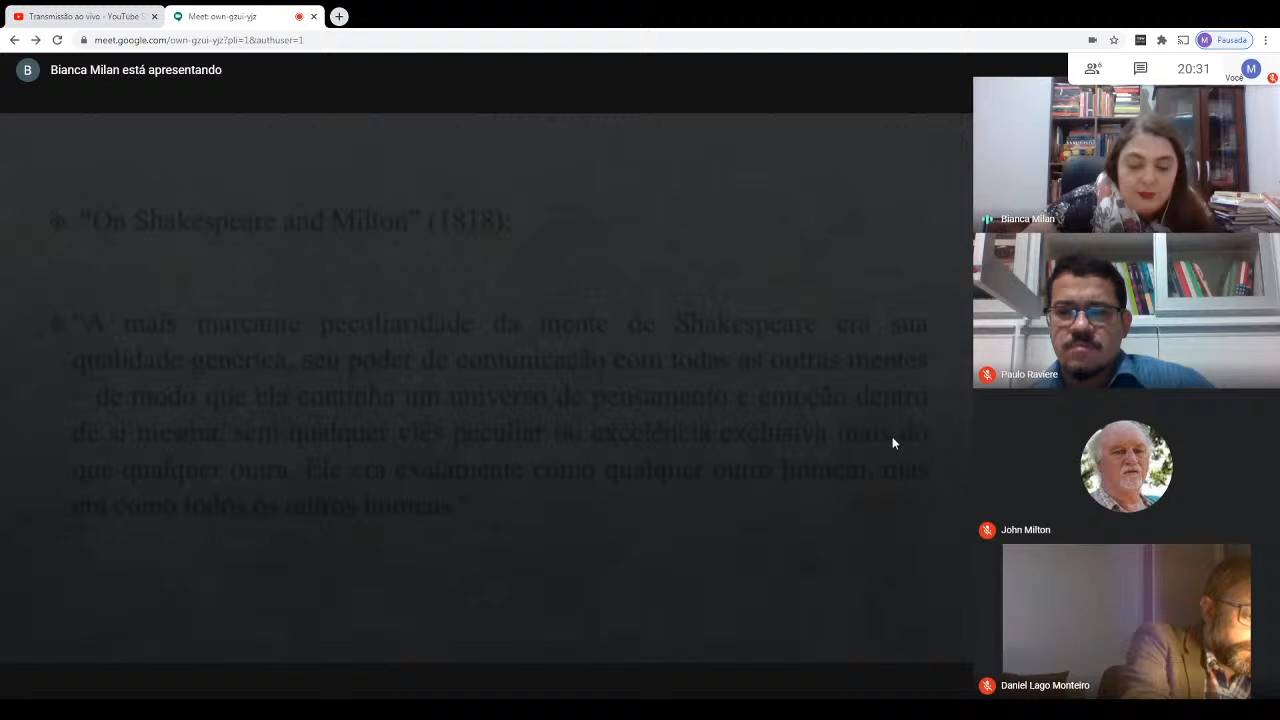 Transmissão ao vivo - YouTube S
Meet: own-gzui-yjz
meet.google.com/own-gzui-yjz?pli=1&authuser=1
M Pausada
B Bianca Milan está apresentando
6
20:31
M
Você
❖ “On Shakespeare and Milton” (1818):
❖ “A mais marcante peculiaridade da mente de Shakespeare era sua
qualidade genérica, seu poder de comunicação com todas as outras mentes
– de modo que ela continha um universo de pensamento e emoção dentro
de si mesma, sem qualquer viés peculiar ou excelência exclusiva mais do
que qualquer outra. Ele era exatamente como qualquer outro homem, mas
era como todos os outros homens.”
Bianca Milan
Paulo Raviere
John Milton
Daniel Lago Monteiro